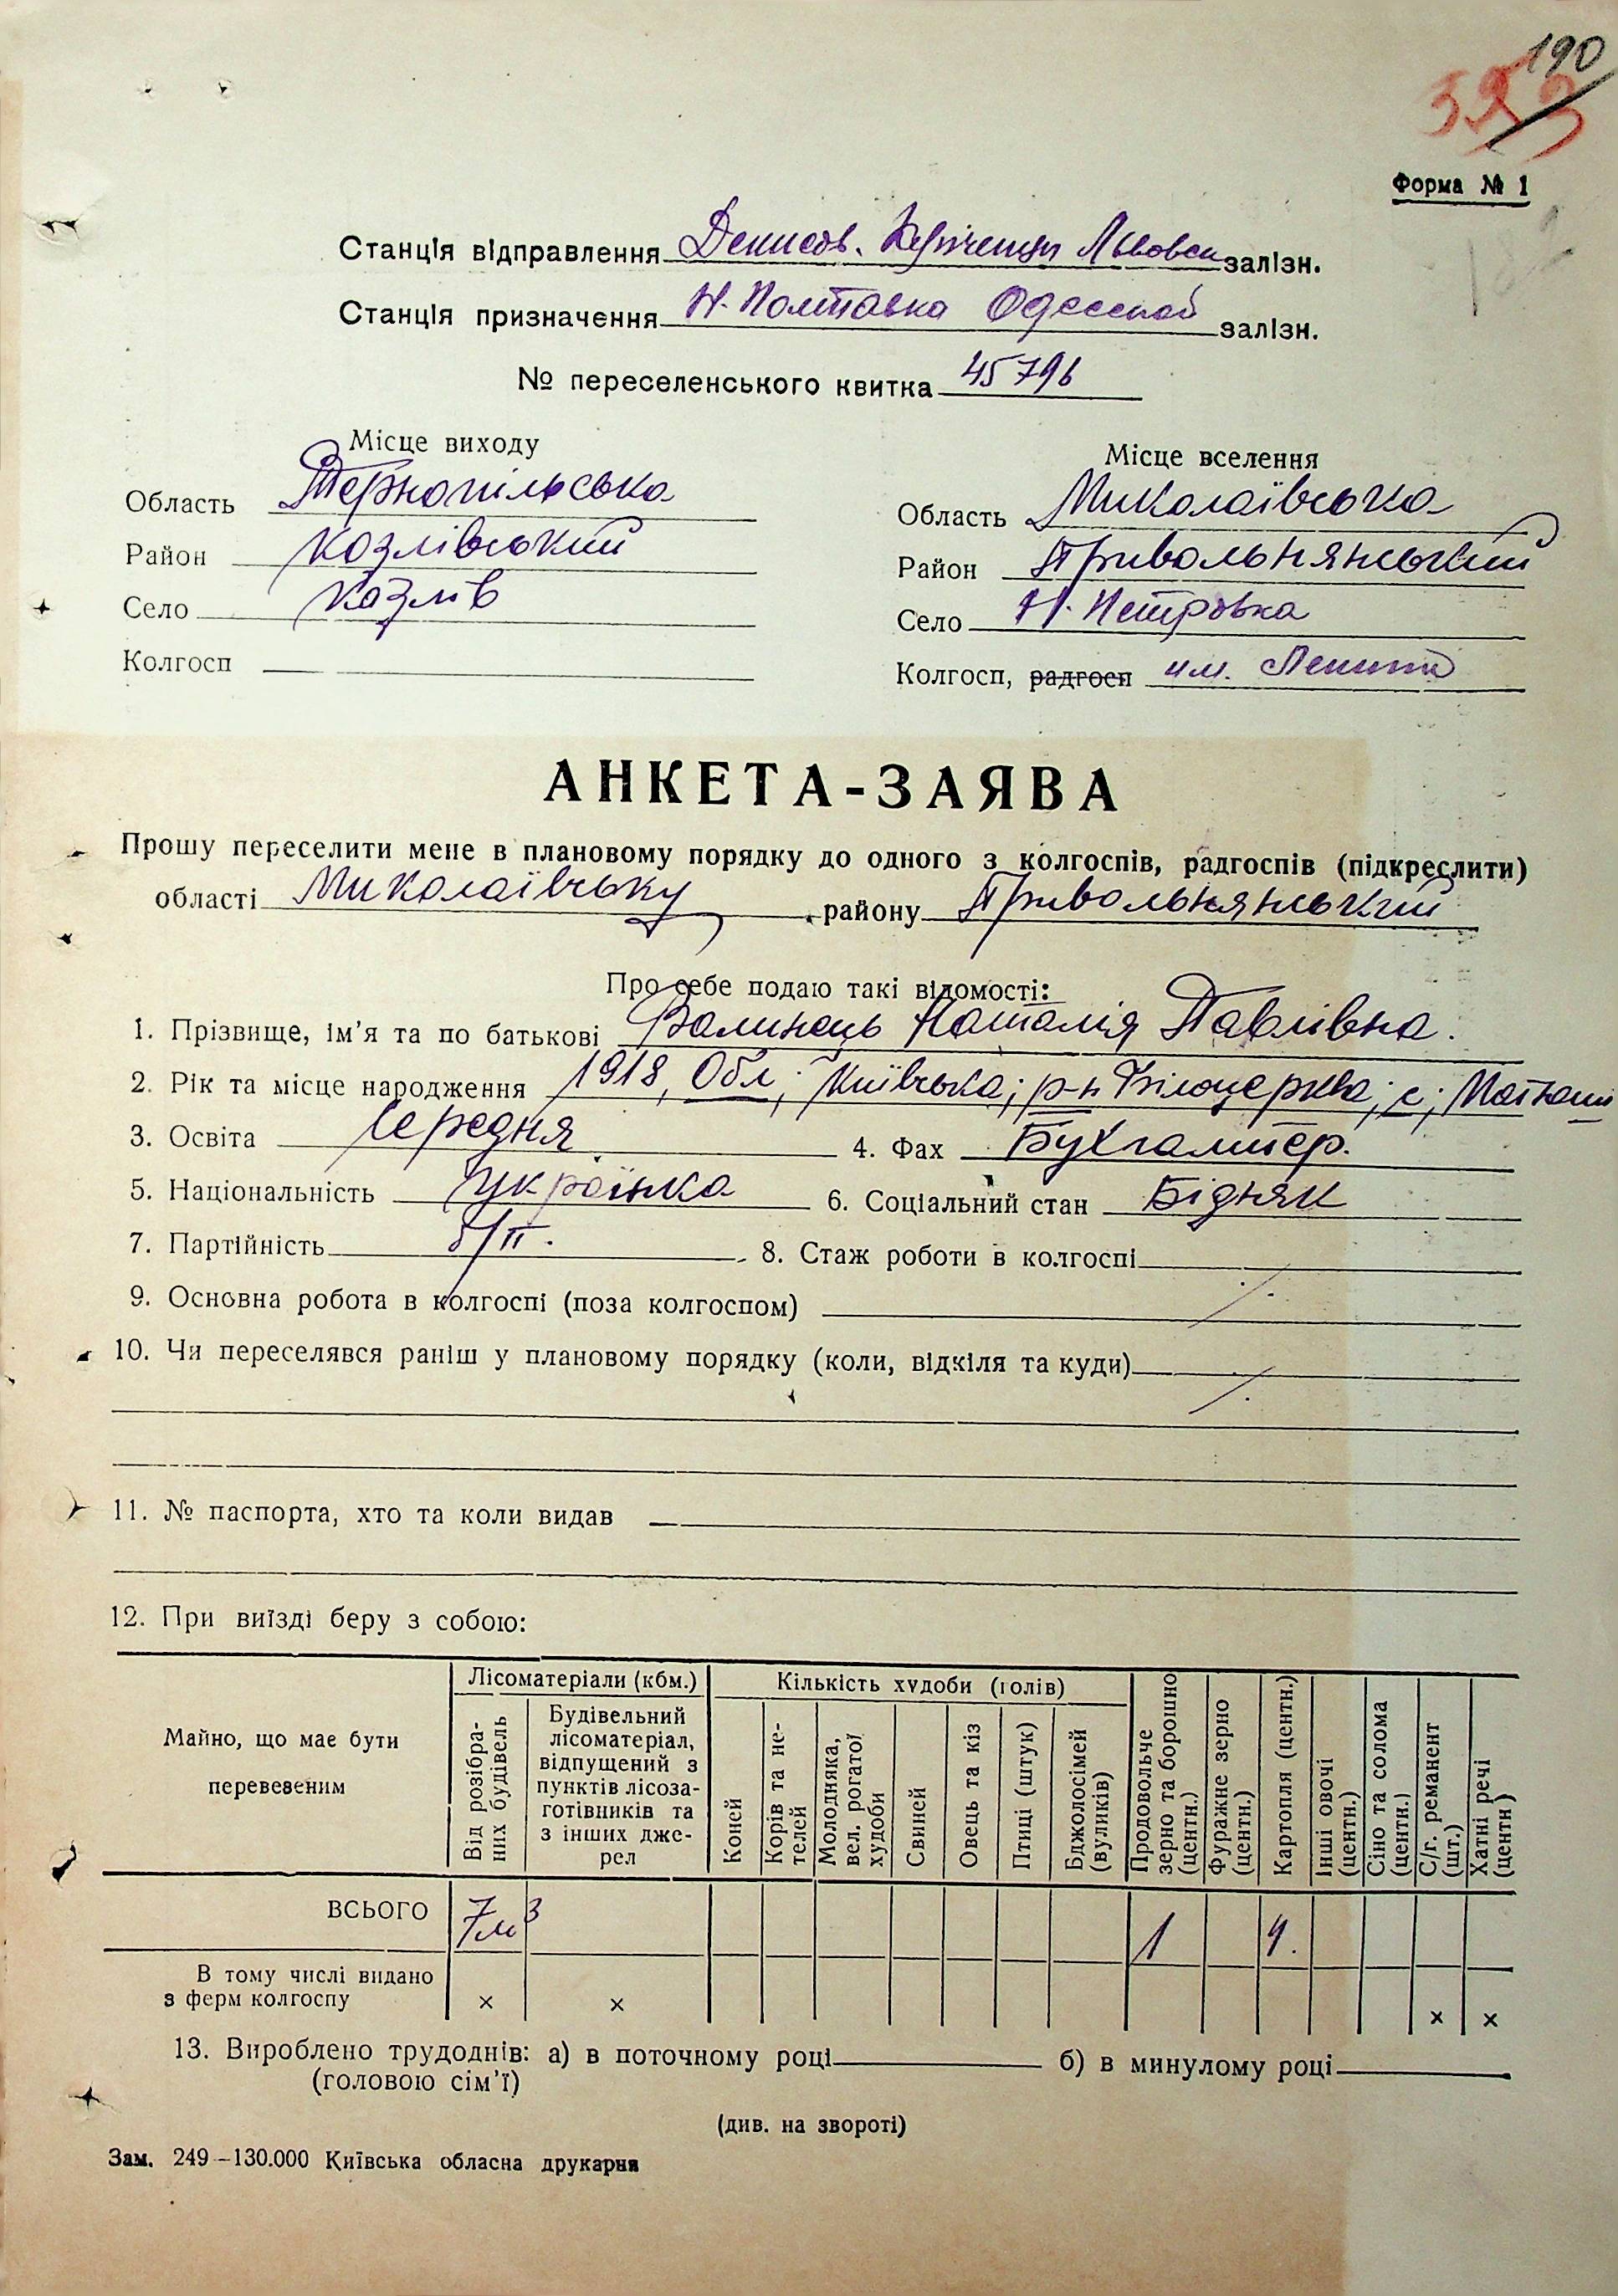 190
Форма № 1
Станція відправлення Денисов. Купченци Львовск залізн.
Станція призначення Н-Полтавка Одесской залізн.
№ переселенського квитка 45796
Місце виходу
Область Тернопільська
Район Козлівський
Село Козлів
Колгосп
Місце вселення
Область Миколаївська
Район Привольнянський
Село Н. Петровка
Колгосп, радгосп им. Ленина
АНКЕТА-ЗАЯВА
Прошу переселити мене в плановому порядку до одного з колгоспів, радгоспів (підкреслити)
області Миколаївську району Привольнянський
Про себе подаю такі відомості:
1. Прізвище, ім'я та по батькові Валинець Наталія Павлівна.
2. Рік та місце народження 1918, Обл; Київська; р-н Білоцерква; с;
3. Освіта Середня 4. Фах Бухгалтер.
5. Національність Українка 6. Соціальний стан Бідняк
7. Партійність б/п. 8. Стаж роботи в колгоспі
9. Основна робота в колгоспі (поза колгоспом)
10. Чи переселявся раніш у плановому порядку (коли, відкіля та куди)
11. № паспорта, хто та коли видав
12. При виїзді беру з собою:
Майно, що має бути перевезеним
Лісоматеріали (кбм.)
Від розібраних будівель
Будівельний лісоматеріал, відпущений з пунктів лісозаготівників та з інших джерел
Кількість худоби (голів)
Коней
Корів та нетелей
Молодняка, вел. рогатої худоби
Свиней
Овець та кіз
Птиці (штук)
Бджолосімей (вуликів)
Продовольче зерно та борошно (центн.)
Фуражне зерно (центн.)
Картопля (центн.)
Інші овочі (центн.)
Сіно та солома (центн.)
С/г. реманент (шт.)
Хатні речі (центн)
ВСЬОГО 7м3 1 4.
В тому числі видано з ферм колгоспу × × × ×
13. Вироблено трудоднів: а) в поточному році б) в минулому році
(головою сім'ї)
(див. на звороті)
Зам. 249–130.000 Київська обласна друкарня